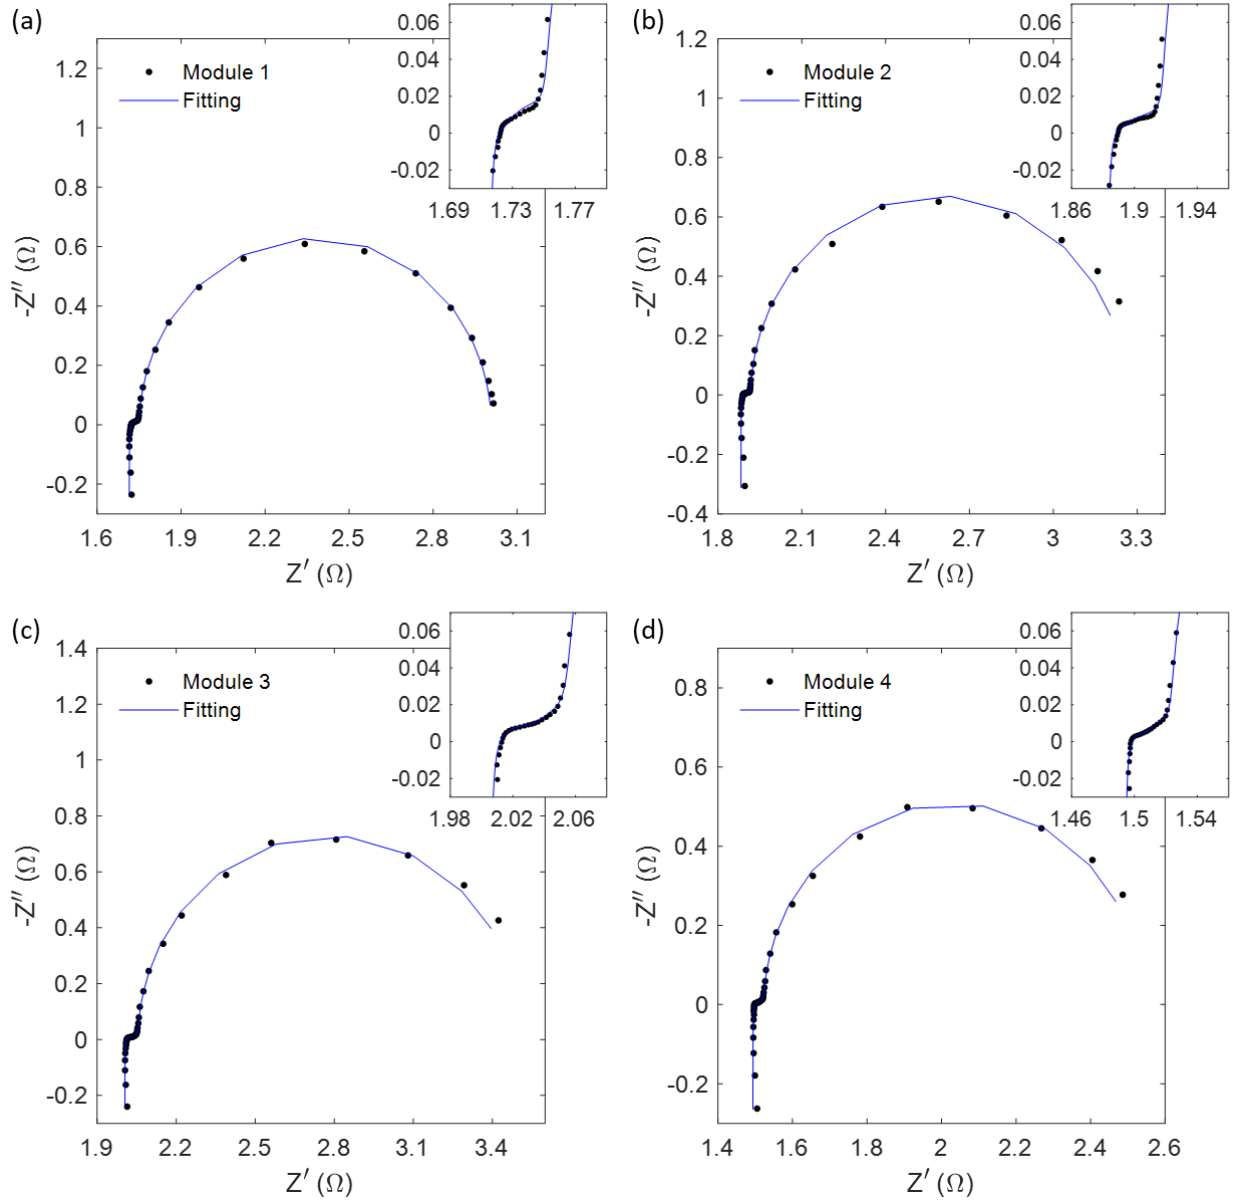 (a)
1.2
1
0.8
0.6
0.4
0.2
0
-0.2
-Z″ (Ω)
1.6 1.9 2.2 2.5 2.8 3.1
Z′ (Ω)
Module 1
Fitting
0.06
0.04
0.02
0
-0.02
1.69 1.73 1.77
(b)
1.2
1
0.8
0.6
0.4
0.2
0
-0.2
-0.4
-Z″ (Ω)
1.8 2.1 2.4 2.7 3 3.3
Z′ (Ω)
Module 2
Fitting
0.06
0.04
0.02
0
-0.02
1.86 1.9 1.94
(c)
1.4
1.2
1
0.8
0.6
0.4
0.2
0
-0.2
-Z″ (Ω)
1.9 2.2 2.5 2.8 3.1 3.4
Z′ (Ω)
Module 3
Fitting
0.06
0.04
0.02
0
-0.02
1.98 2.02 2.06
(d)
0.8
0.6
0.4
0.2
0
-0.2
-Z″ (Ω)
1.4 1.6 1.8 2 2.2 2.4 2.6
Z′ (Ω)
Module 4
Fitting
0.06
0.04
0.02
0
-0.02
1.46 1.5 1.54